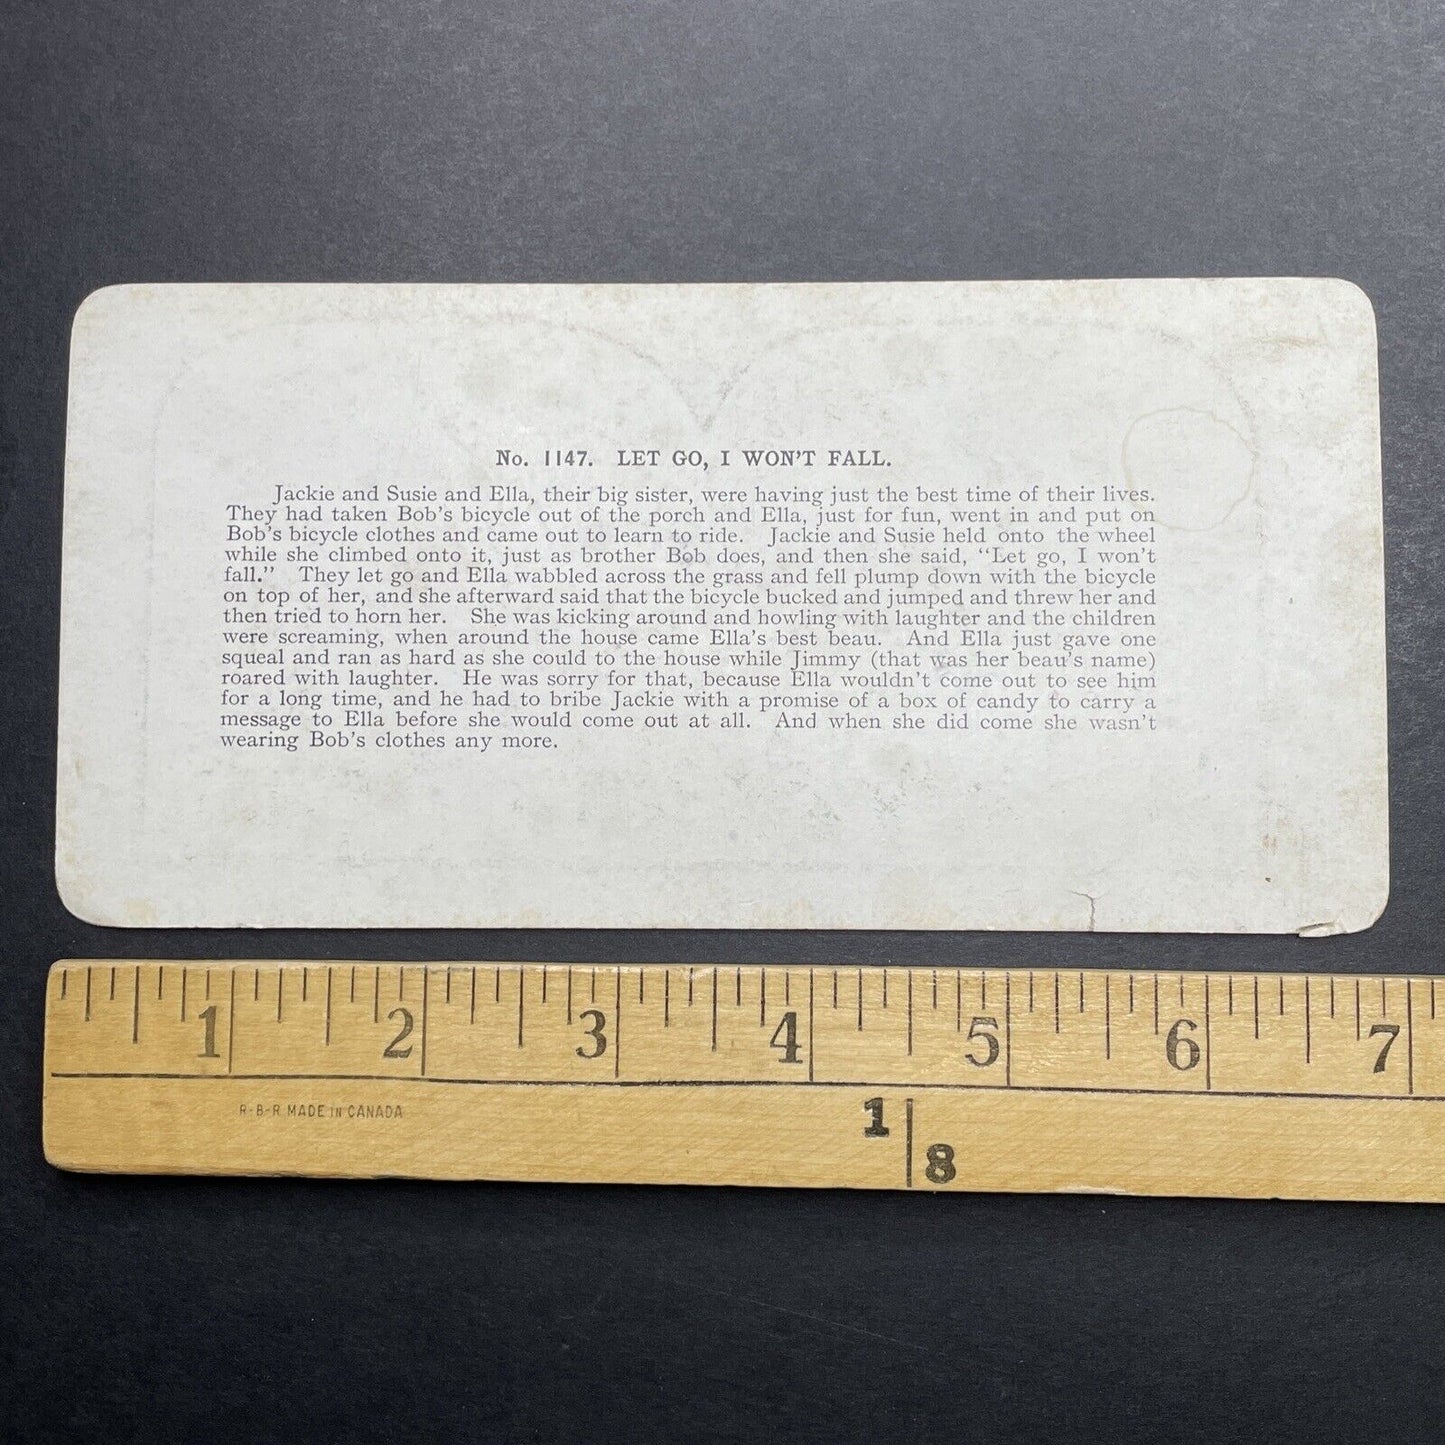 No. 1147. LET GO, I WON'T FALL.
Jackie and Susie and Ella, their big sister, were having just the best time of their lives.
They had taken Bob's bicycle out of the porch and Ella, just for fun, went in and put on
Bob's bicycle clothes and came out to learn to ride. Jackie and Susie held onto the wheel
while she climbed onto it, just as brother Bob does, and then she said, "Let go, I won't
fall." They let go and Ella wabbled across the grass and fell plump down with the bicycle
on top of her, and she afterward said that the bicycle bucked and jumped and threw her and
then tried to horn her. She was kicking around and howling with laughter and the children
were screaming, when around the house came Ella's best beau. And Ella just gave one
squeal and ran as hard as she could to the house while Jimmy (that was her beau's name)
roared with laughter. He was sorry for that, because Ella wouldn't come out to see him
for a long time, and he had to bribe Jackie with a promise of a box of candy to carry a
message to Ella before she would come out at all. And when she did come she wasn't
wearing Bob's clothes any more.
1 2 3 4 5 6 7
R-B-R MADE IN CANADA
1
8